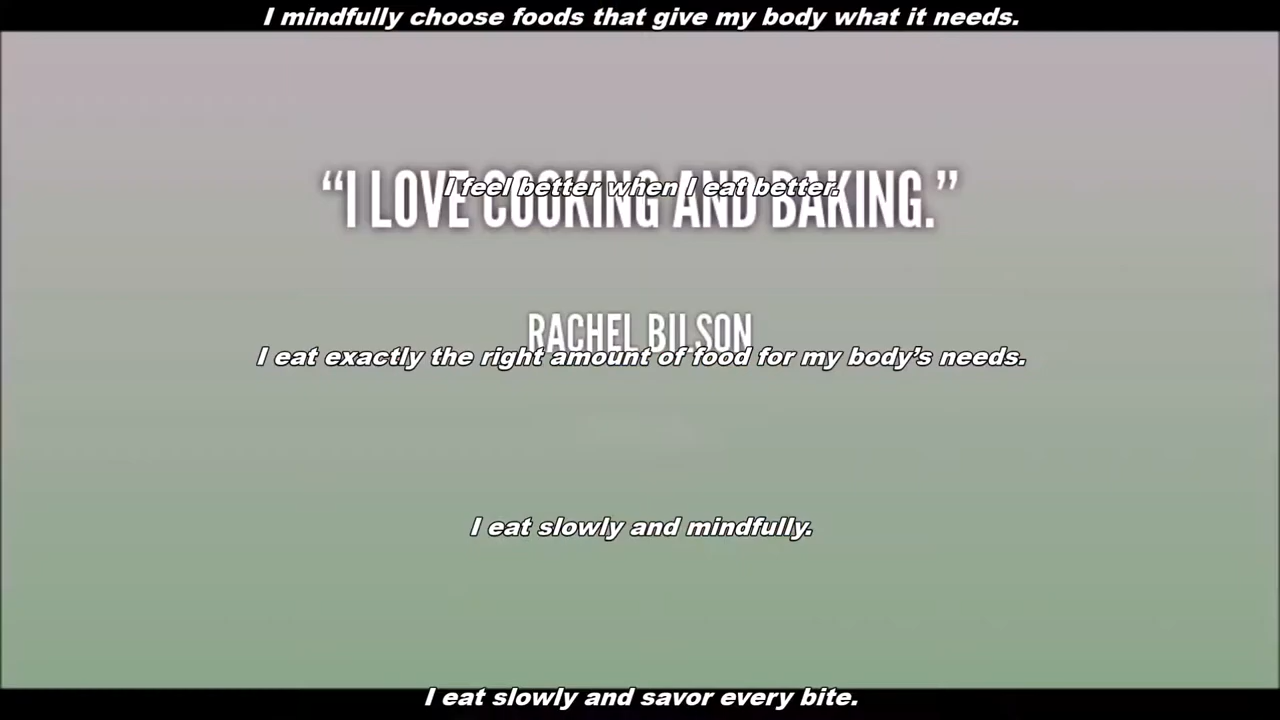 I mindfully choose foods that give my body what it needs.
I feel better when I eat better.
“I LOVE COOKING AND BAKING.”
RACHEL BILSON
I eat exactly the right amount of food for my body’s needs.
I eat slowly and mindfully.
I eat slowly and savor every bite.